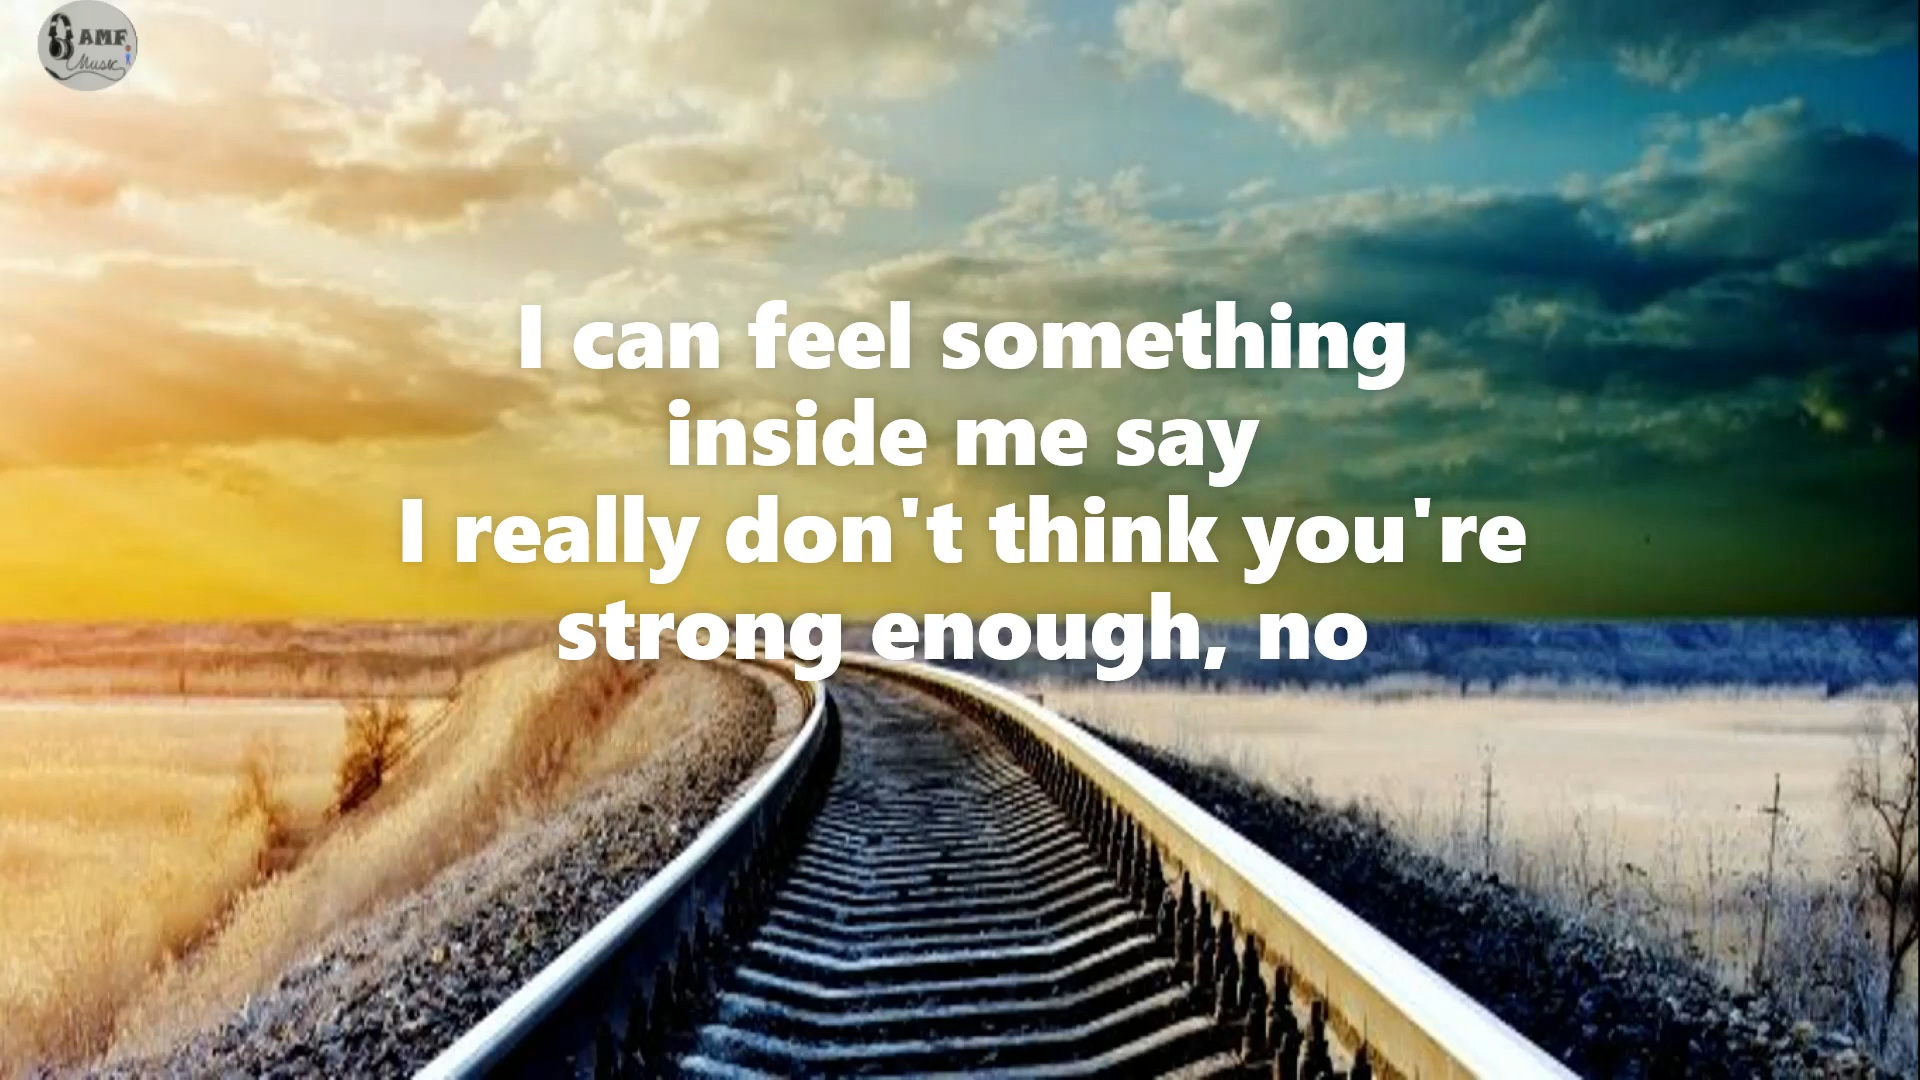 AMF
Music
I can feel something
inside me say
I really don't think you're
strong enough, no